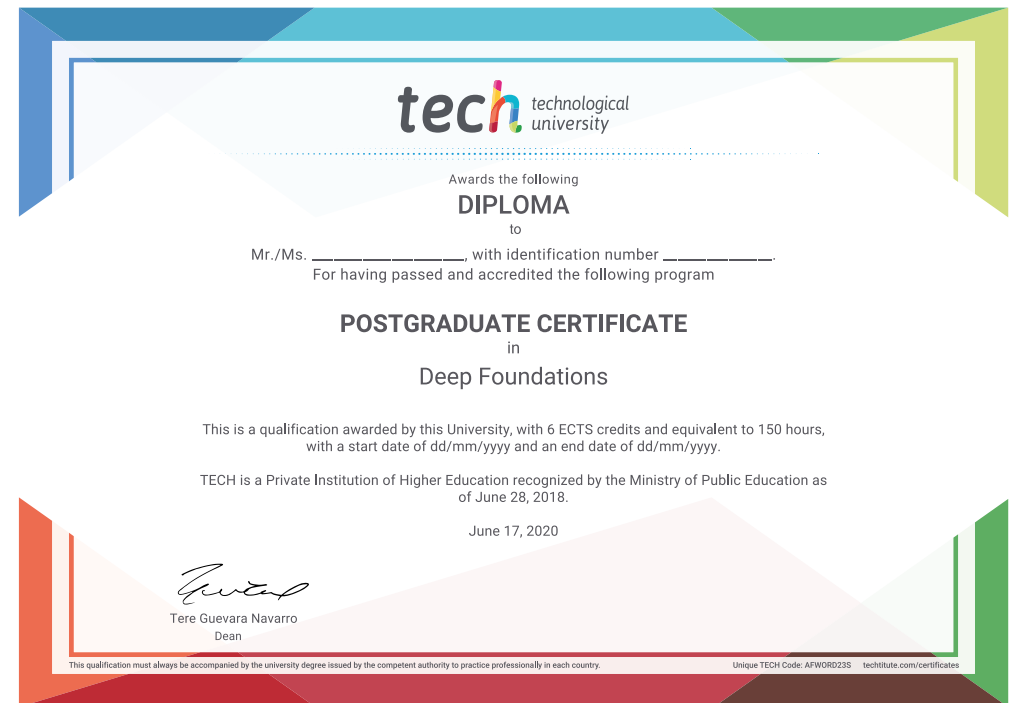 tech technological
university
Awards the following
DIPLOMA
to
Mr./Ms. __________________, with identification number _____________.
For having passed and accredited the following program
POSTGRADUATE CERTIFICATE
in
Deep Foundations
This is a qualification awarded by this University, with 6 ECTS credits and equivalent to 150 hours,
with a start date of dd/mm/yyyy and an end date of dd/mm/yyyy.
TECH is a Private Institution of Higher Education recognized by the Ministry of Public Education as
of June 28, 2018.
June 17, 2020
Tere Guevara Navarro
Dean
This qualification must always be accompanied by the university degree issued by the competent authority to practice professionally in each country.
Unique TECH Code: AFWORD23S techtitute.com/certificates